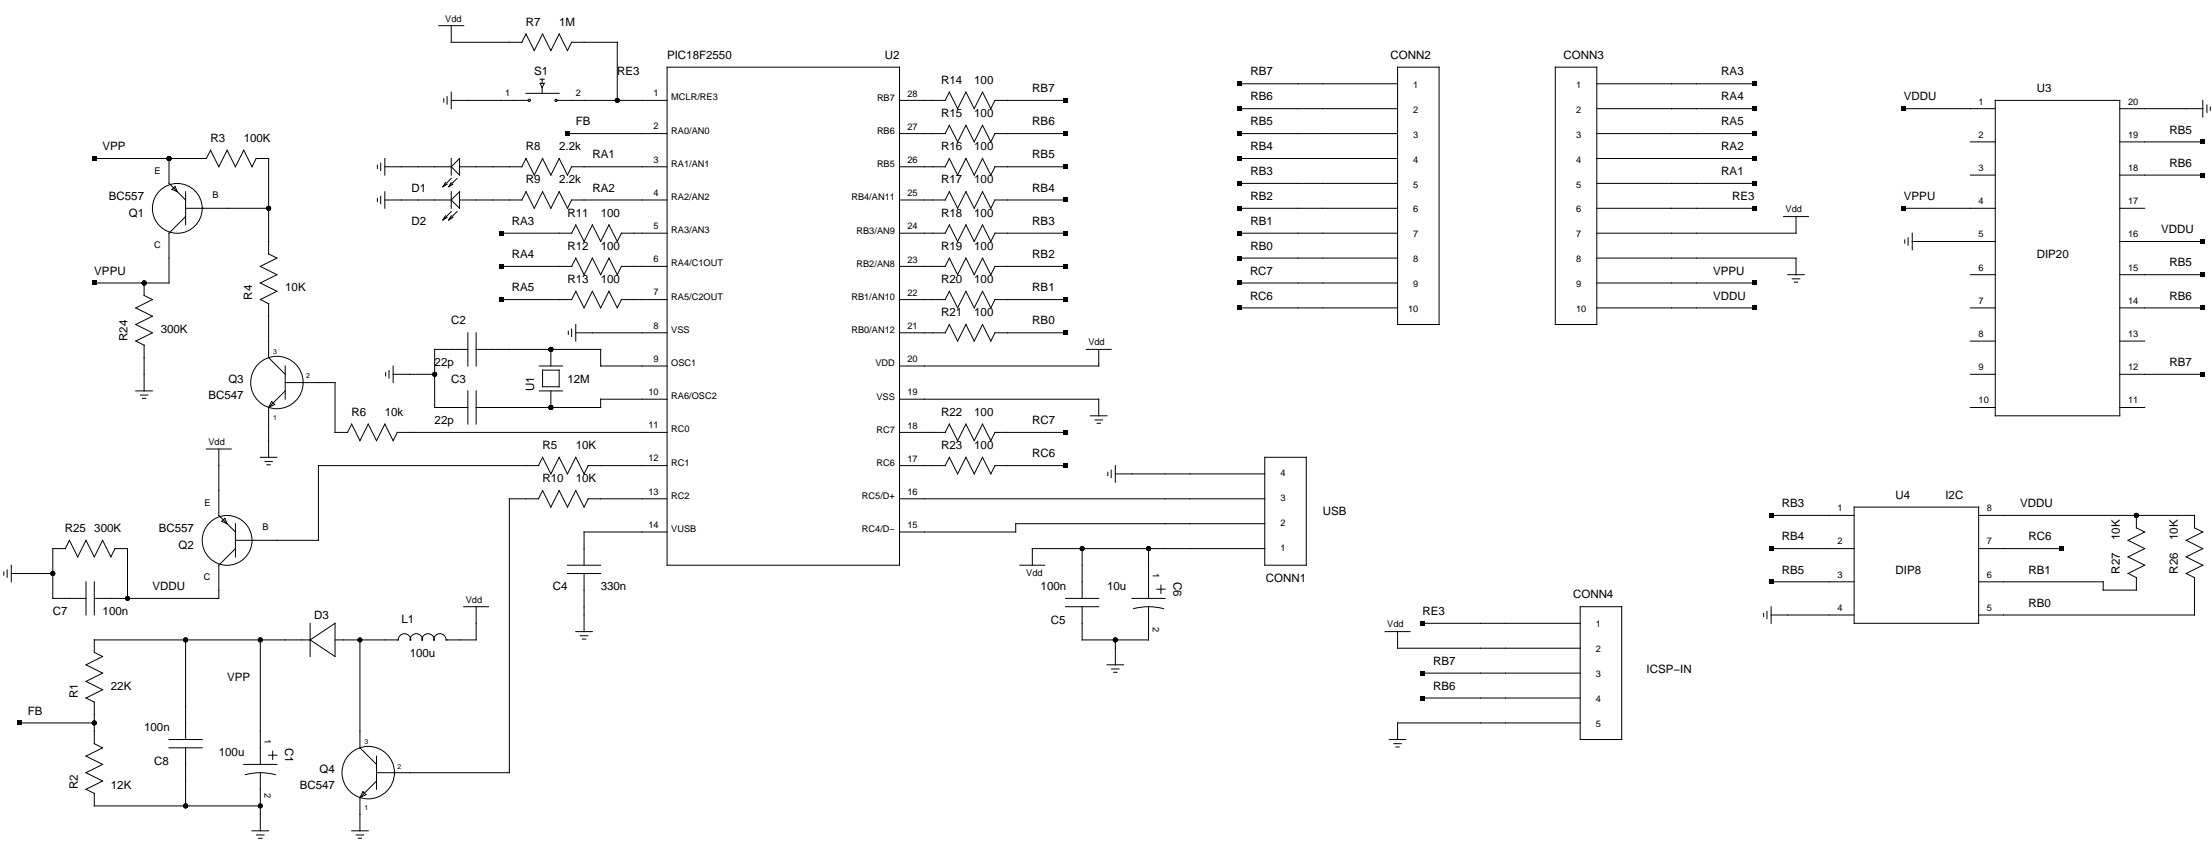 Vdd
R7 1M
S1
RE3
1 2
PIC18F2550 U2
1 MCLR/RE3
FB
2 RA0/AN0
R8 2.2k RA1
3 RA1/AN1
D1
R9 2.2k RA2
4 RA2/AN2
D2
RA3 R11 100
5 RA3/AN3
RA4 R12 100
6 RA4/C1OUT
RA5 R13 100
7 RA5/C2OUT
8 VSS
C2
22p
9 OSC1
C3
U1 12M
22p
10 RA6/OSC2
11 RC0
R5 10K
12 RC1
R10 10K
13 RC2
14 VUSB
C4 330n
RB7 28 R14 100 RB7
RB6 27 R15 100 RB6
RB5 26 R16 100 RB5
RB4/AN11 25 R17 100 RB4
RB3/AN9 24 R18 100 RB3
RB2/AN8 23 R19 100 RB2
RB1/AN10 22 R20 100 RB1
RB0/AN12 21 R21 100 RB0
VDD 20 Vdd
VSS 19
RC7 18 R22 100 RC7
RC6 17 R23 100 RC6
RC5/D+ 16
RC4/D− 15
VPP
R3 100K
E
BC557
Q1
B
C
VPPU
R4 10K
R24 300K
Q3
BC547
3
2
1
R6 10k
Vdd
E
BC557
Q2
B
C
R25 300K
VDDU
C7 100n
D3
L1
100u
Vdd
R1 22K
VPP
FB
100n
C8
100u
1 + C1
2
R2 12K
Q4
BC547
3
2
1
CONN2
RB7 1
RB6 2
RB5 3
RB4 4
RB3 5
RB2 6
RB1 7
RB0 8
RC7 9
RC6 10
CONN3
1 RA3
2 RA4
3 RA5
4 RA2
5 RA1
6 RE3
7 Vdd
8
9 VPPU
10 VDDU
4
3
2
1
USB
CONN1
Vdd
100n
C5
10u
1 + C6
2
CONN4
RE3 1
Vdd 2
RB7 3
RB6 4
5
ICSP−IN
U3
DIP20
VDDU 1
2
3
VPPU 4
5
6
7
8
9
10
20
19 RB5
18 RB6
17
16 VDDU
15 RB5
14 RB6
13
12 RB7
11
U4 I2C
DIP8
RB3 1
RB4 2
RB5 3
4
8 VDDU
7 RC6
6 RB1
5 RB0
R27 10K
R26 10K